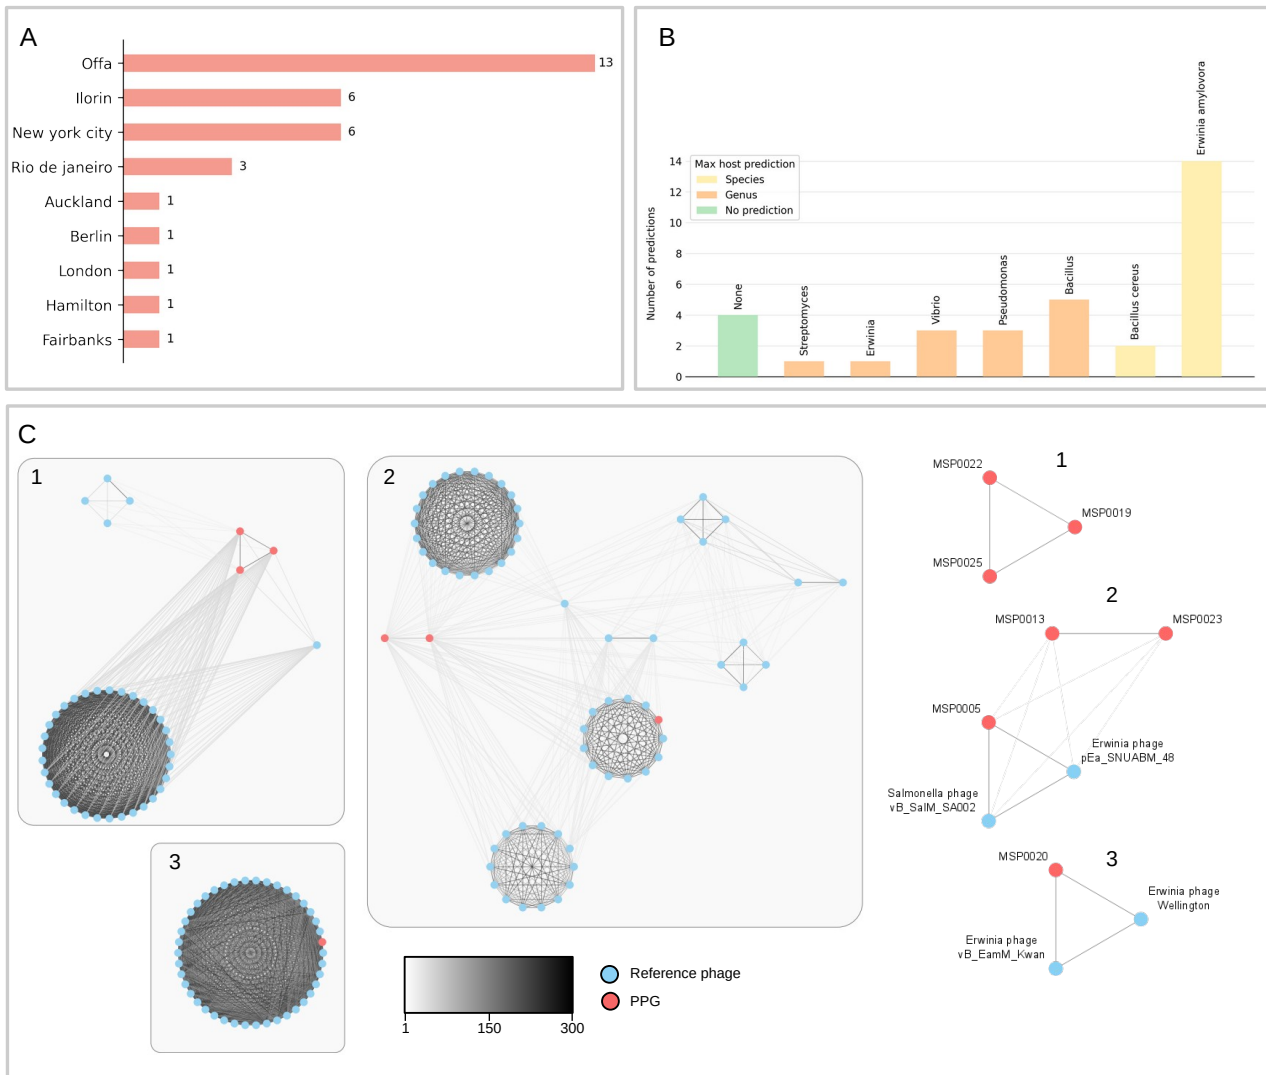 A
Offa
13
Ilorin
6
New york city
6
Rio de janeiro
3
Auckland
1
Berlin
1
London
1
Hamilton
1
Fairbanks
1
B
Number of predictions
14
12
10
8
6
4
2
0
Max host prediction
Species
Genus
No prediction
None
Streptomyces
Erwinia
Vibrio
Pseudomonas
Bacillus
Bacillus cereus
Erwinia amylovora
C
1
2
3
1
150
300
Reference phage
PPG
1
MSP0022
MSP0019
MSP0025
2
MSP0013
MSP0023
MSP0005
Erwinia phage
pEa_SNUABM_48
Salmonella phage
vB_SalM_SA002
3
MSP0020
Erwinia phage
Wellington
Erwinia phage
vB_EamM_Kwan